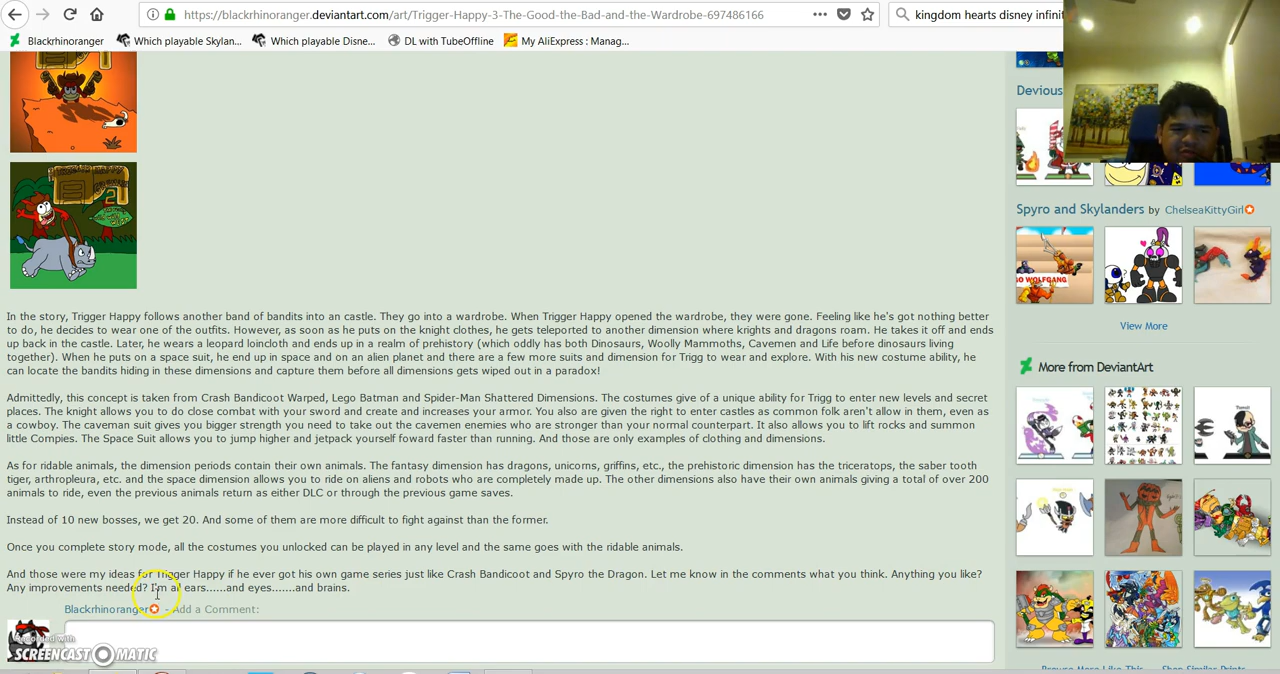 https://blackrhinoranger.deviantart.com/art/Trigger-Happy-3-The-Good-the-Bad-and-the-Wardrobe-697486166
kingdom hearts disney infinit
Blackrhinoranger
Which playable Skylan...
Which playable Disne...
DL with TubeOffline
My AliExpress : Manag...
Devious
Spyro and Skylanders by ChelseaKittyGirl
GO WOLFGANG
View More
More from DeviantArt
In the story, Trigger Happy follows another band of bandits into an castle. They go into a wardrobe. When Trigger Happy opened the wardrobe, they were gone. Feeling like he's got nothing better
to do, he decides to wear one of the outfits. However, as soon as he puts on the knight clothes, he gets teleported to another dimension where krights and dragons roam. He takes it off and ends
up back in the castle. Later, he wears a leopard loincloth and ends up in a realm of prehistory (which oddly has both Dinosaurs, Woolly Mammoths, Cavemen and Life before dinosaurs living
together). When he puts on a space suit, he end up in space and on an alien planet and there are a few more suits and dimension for Trigg to wear and explore. With his new costume ability, he
can locate the bandits hiding in these dimensions and capture them before all dimensions gets wiped out in a paradox!
Admittedly, this concept is taken from Crash Bandicoot Warped, Lego Batman and Spider-Man Shattered Dimensions. The costumes give of a unique ability for Trigg to enter new levels and secret
places. The knight allows you to do close combat with your sword and create and increases your armor. You also are given the right to enter castles as common folk aren't allow in them, even as
a cowboy. The caveman suit gives you bigger strength you need to take out the cavemen enemies who are stronger than your normal counterpart. It also allows you to lift rocks and summon
little Compies. The Space Suit allows you to jump higher and jetpack yourself foward faster than running. And those are only examples of clothing and dimensions.
As for ridable animals, the dimension periods contain their own animals. The fantasy dimension has dragons, unicorns, griffins, etc., the prehistoric dimension has the triceratops, the saber tooth
tiger, arthropleura, etc. and the space dimension allows you to ride on aliens and robots who are completely made up. The other dimensions also have their own animals giving a total of over 200
animals to ride, even the previous animals return as either DLC or through the previous game saves.
Instead of 10 new bosses, we get 20. And some of them are more difficult to fight against than the former.
Once you complete story mode, all the costumes you unlocked can be played in any level and the same goes with the ridable animals.
And those were my ideas for Trigger Happy if he ever got his own game series just like Crash Bandicoot and Spyro the Dragon. Let me know in the comments what you think. Anything you like?
Any improvements needed? I'm all ears......and eyes.......and brains.
Blackrhinoranger - Add a Comment:
Recorded with
SCREENCAST MATIC
Browse More Like This
Shop Similar Prints